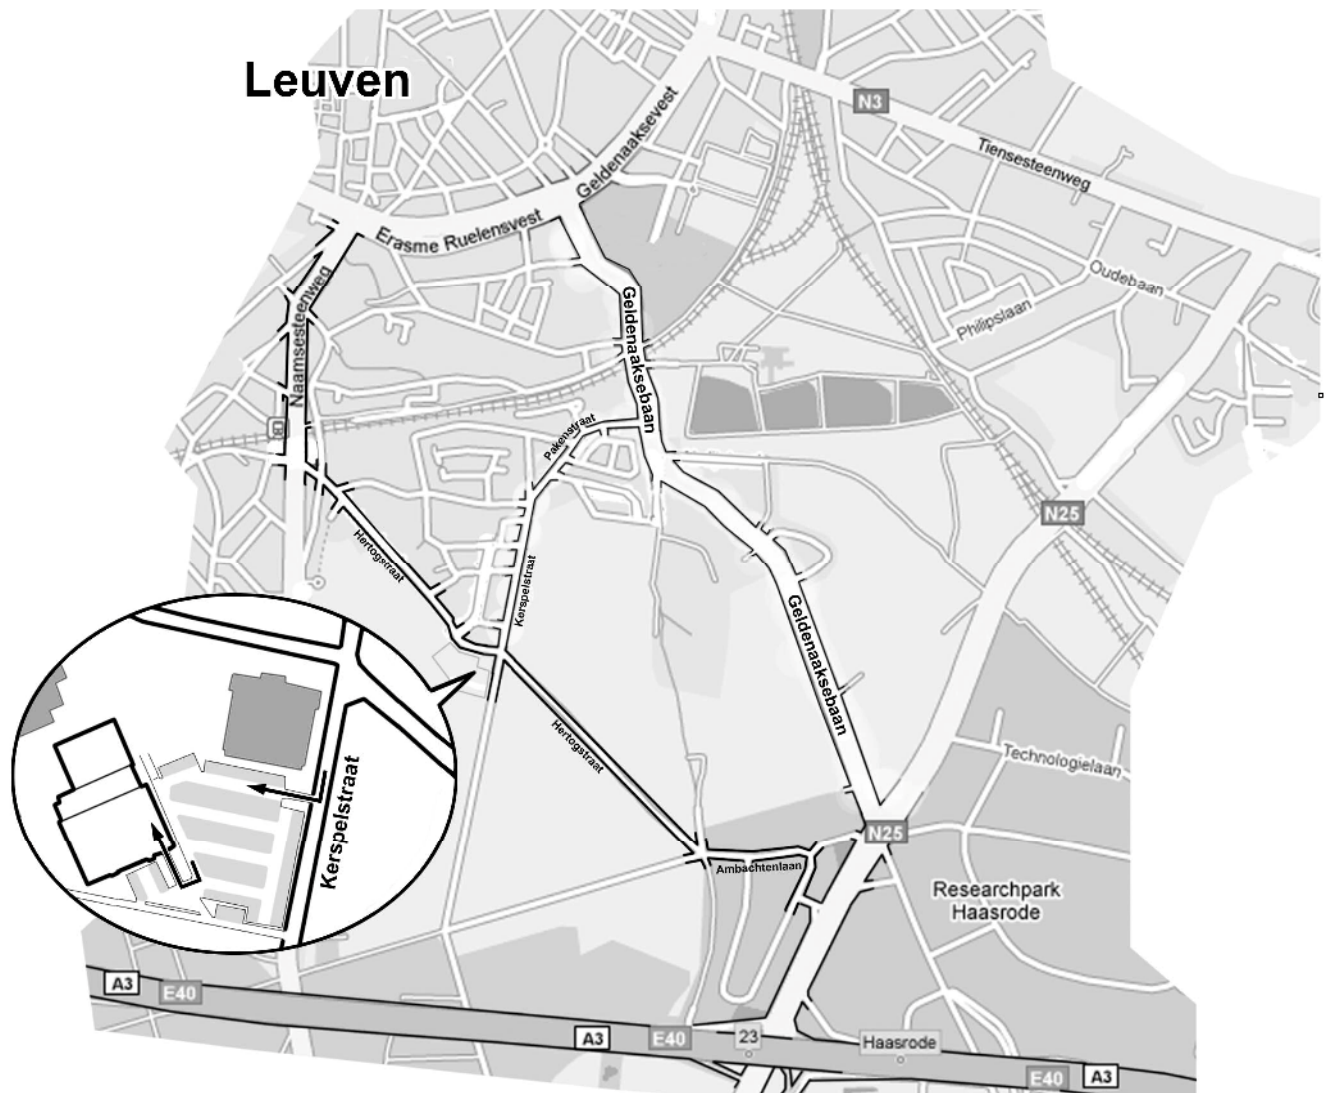 Leuven
N3
Geldenaaksevest
Tiensesteenweg
Erasme Ruelensvest
Oudebaan
Naamsesteenweg
Geldenaaksebaan
Philipslaan
Pakenstraat
N25
Hertogstraat
Kerspelstraat
Geldenaaksebaan
Hertogstraat
Technologielaan
Kerspelstraat
N25
Ambachtenlaan
Researchpark
Haasrode
A3
E40
A3
E40
23
Haasrode
E40
A3